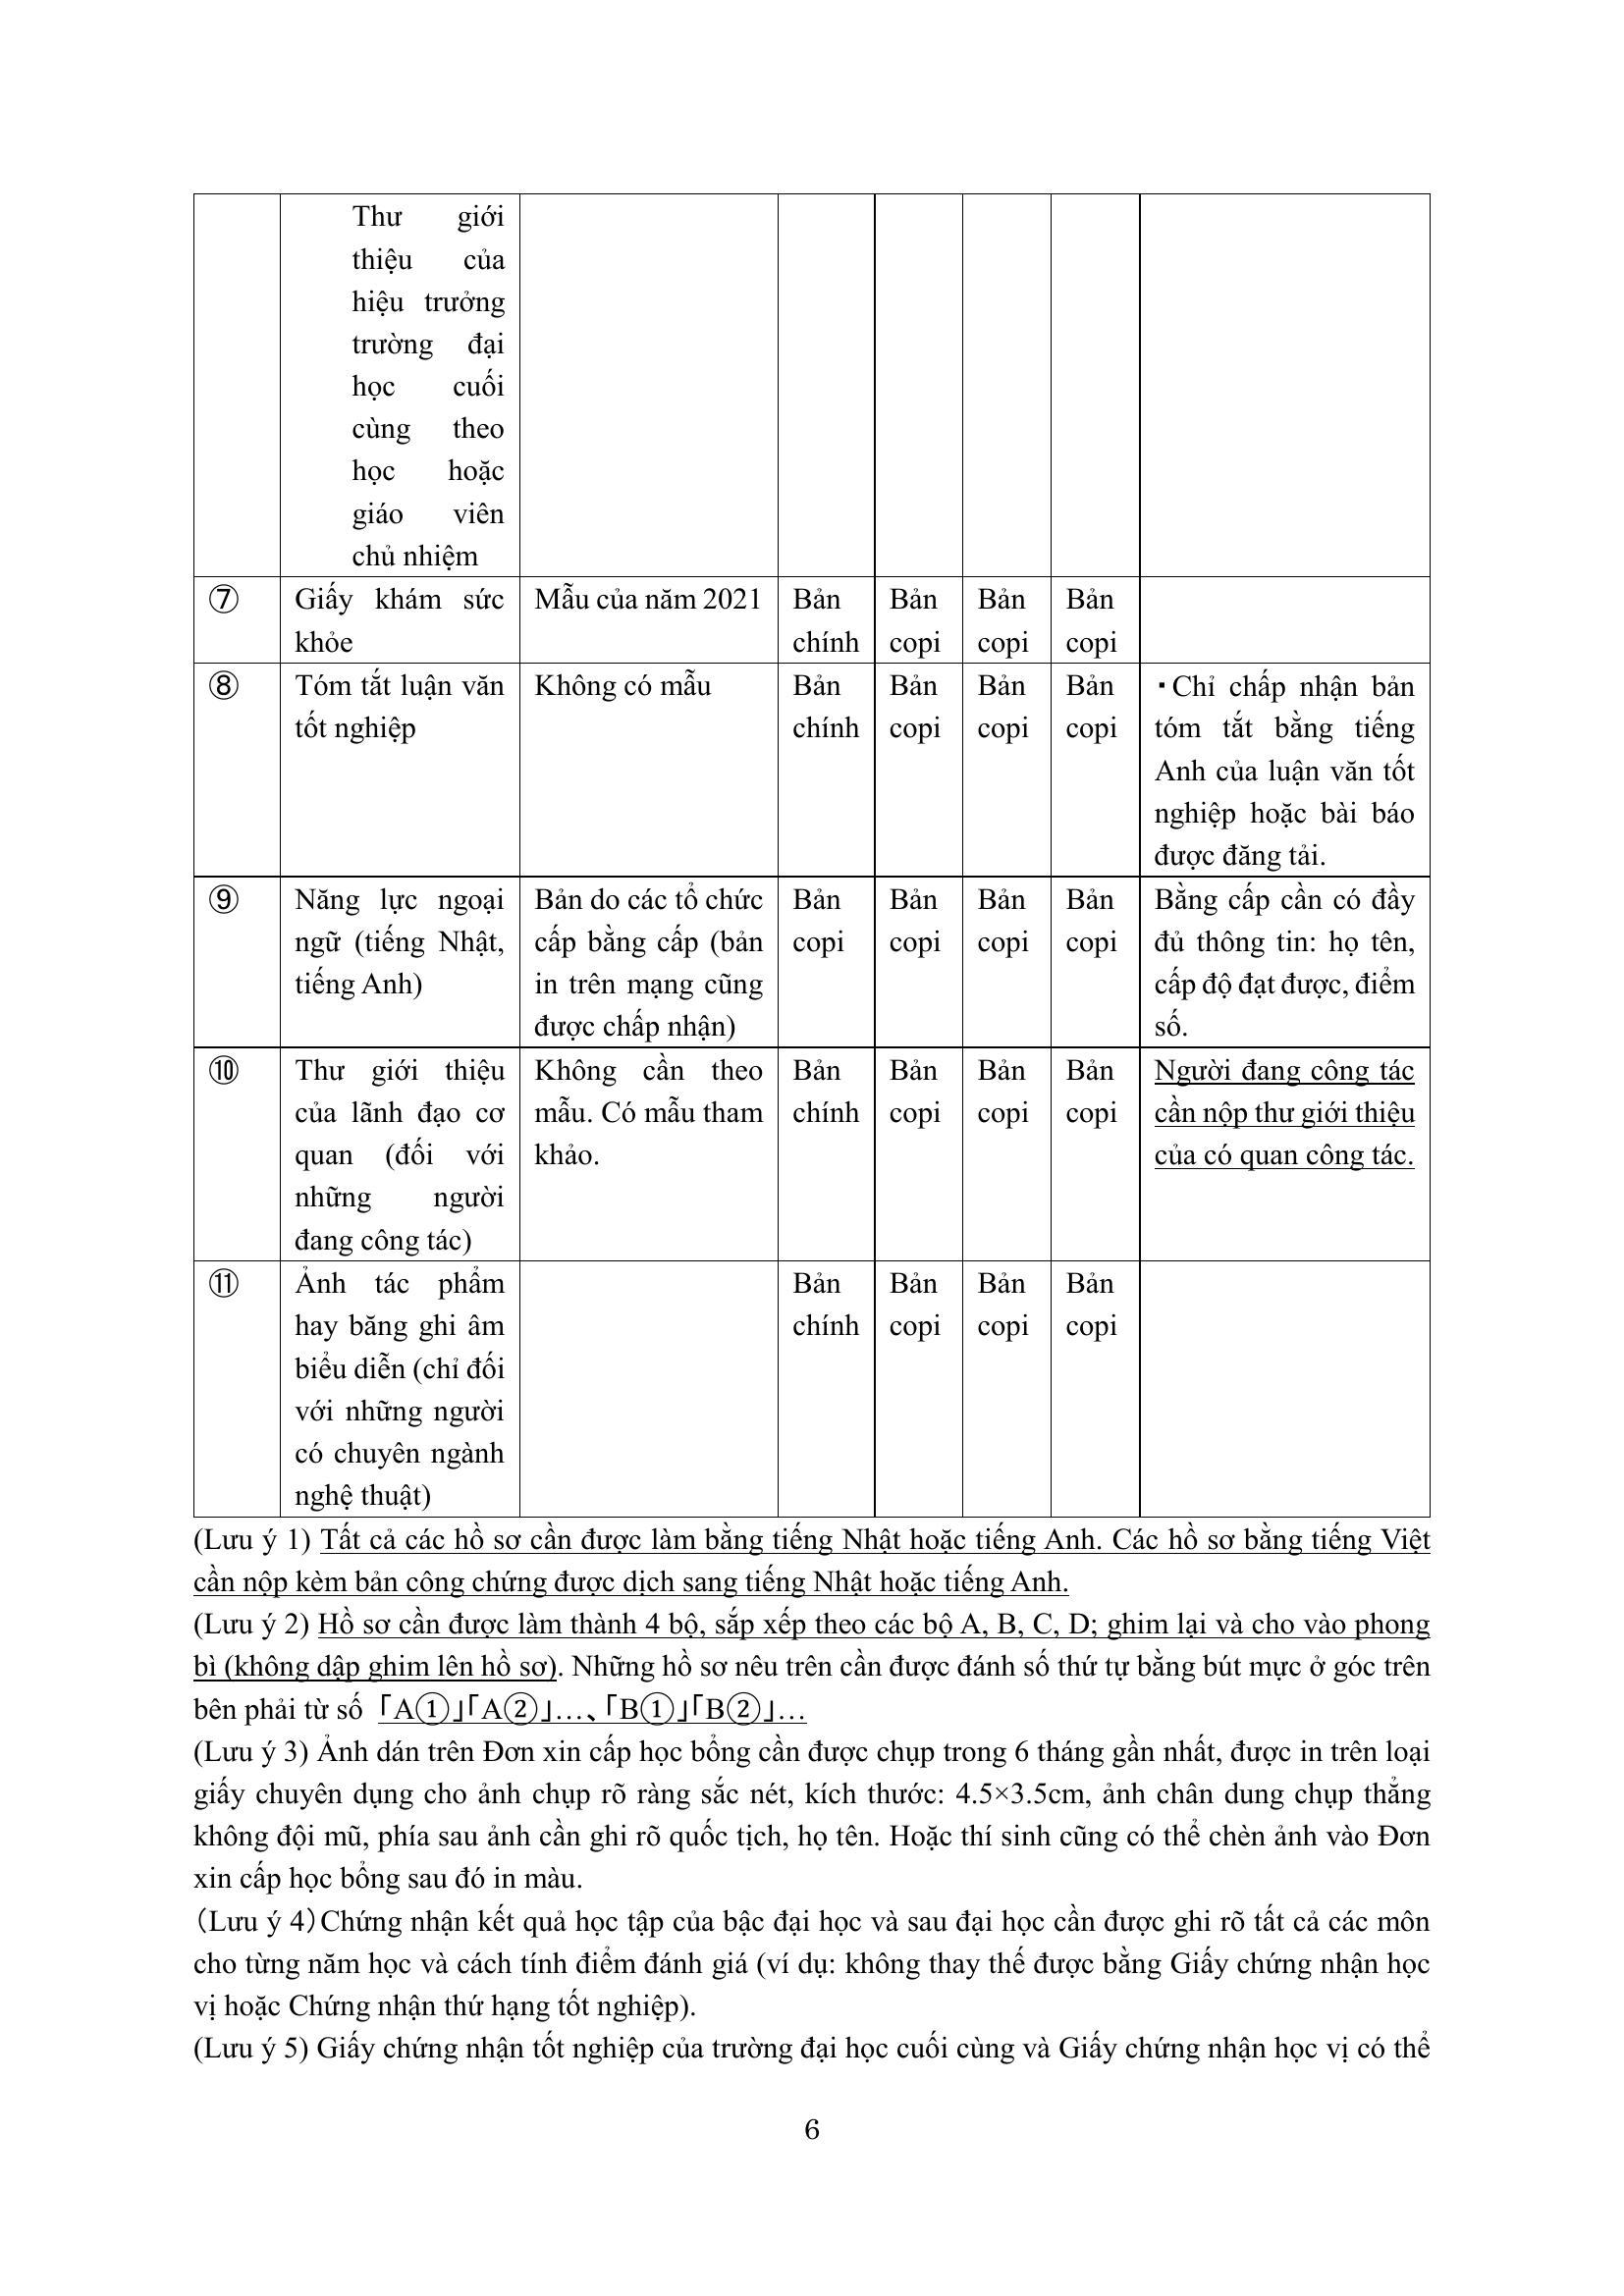 Thư giới
thiệu của
hiệu trưởng
trường đại
học cuối
cùng theo
học hoặc
giáo viên
chủ nhiệm
⑦ Giấy khám sức Mẫu của năm 2021 Bản Bản Bản Bản
khỏe chính copi copi copi
⑧ Tóm tắt luận văn Không có mẫu Bản Bản Bản Bản ・Chỉ chấp nhận bản
tốt nghiệp chính copi copi copi tóm tắt bằng tiếng
Anh của luận văn tốt
nghiệp hoặc bài báo
được đăng tải.
⑨ Năng lực ngoại Bản do các tổ chức Bản Bản Bản Bản Bằng cấp cần có đầy
ngữ (tiếng Nhật, cấp bằng cấp (bản copi copi copi copi đủ thông tin: họ tên,
tiếng Anh) in trên mạng cũng cấp độ đạt được, điểm
được chấp nhận) số.
⑩ Thư giới thiệu Không cần theo Bản Bản Bản Bản Người đang công tác
của lãnh đạo cơ mẫu. Có mẫu tham chính copi copi copi cần nộp thư giới thiệu
quan (đối với khảo. của có quan công tác.
những người
đang công tác)
⑪ Ảnh tác phẩm Bản Bản Bản Bản
hay băng ghi âm chính copi copi copi
biểu diễn (chỉ đối
với những người
có chuyên ngành
nghệ thuật)
(Lưu ý 1) Tất cả các hồ sơ cần được làm bằng tiếng Nhật hoặc tiếng Anh. Các hồ sơ bằng tiếng Việt
cần nộp kèm bản công chứng được dịch sang tiếng Nhật hoặc tiếng Anh.
(Lưu ý 2) Hồ sơ cần được làm thành 4 bộ, sắp xếp theo các bộ A, B, C, D; ghim lại và cho vào phong
bì (không dập ghim lên hồ sơ). Những hồ sơ nêu trên cần được đánh số thứ tự bằng bút mực ở góc trên
bên phải từ số 「A①」「A②」…、「B①」「B②」…
(Lưu ý 3) Ảnh dán trên Đơn xin cấp học bổng cần được chụp trong 6 tháng gần nhất, được in trên loại
giấy chuyên dụng cho ảnh chụp rõ ràng sắc nét, kích thước: 4.5×3.5cm, ảnh chân dung chụp thẳng
không đội mũ, phía sau ảnh cần ghi rõ quốc tịch, họ tên. Hoặc thí sinh cũng có thể chèn ảnh vào Đơn
xin cấp học bổng sau đó in màu.
（Lưu ý 4）Chứng nhận kết quả học tập của bậc đại học và sau đại học cần được ghi rõ tất cả các môn
cho từng năm học và cách tính điểm đánh giá (ví dụ: không thay thế được bằng Giấy chứng nhận học
vị hoặc Chứng nhận thứ hạng tốt nghiệp).
(Lưu ý 5) Giấy chứng nhận tốt nghiệp của trường đại học cuối cùng và Giấy chứng nhận học vị có thể
6